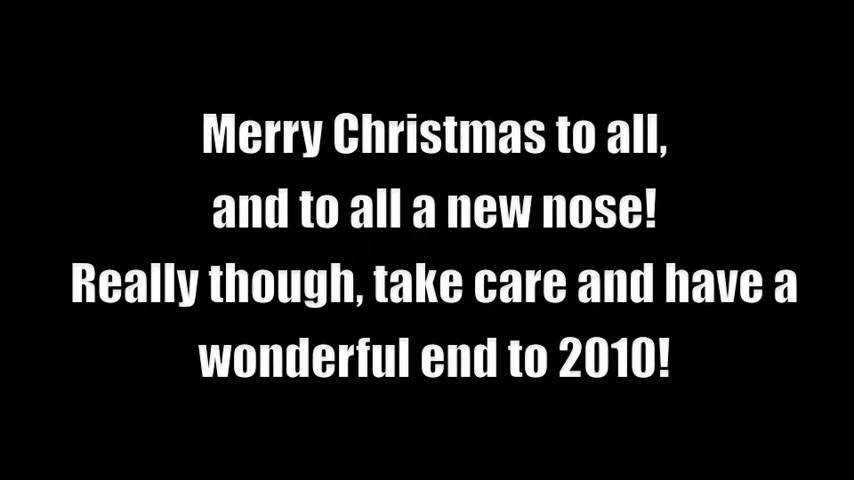 Merry Christmas to all,
and to all a new nose!
Really though, take care and have a
wonderful end to 2010!